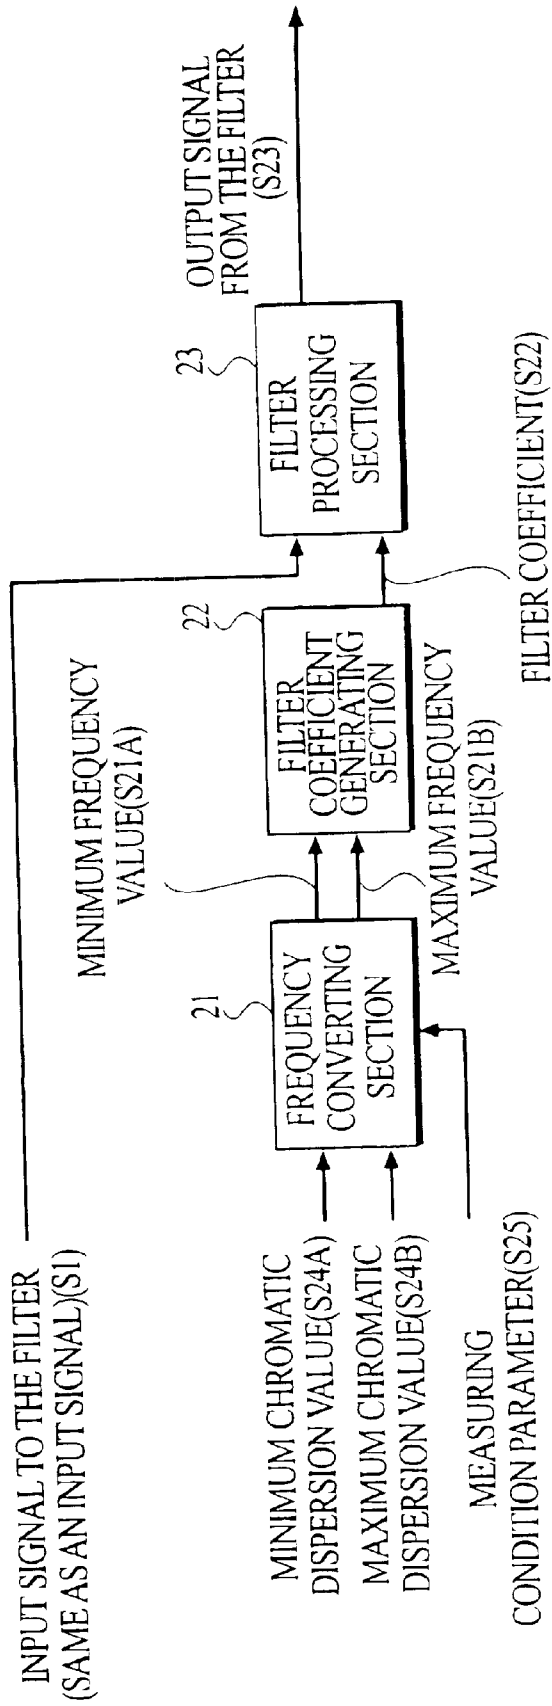 INPUT SIGNAL TO THE FILTER
(SAME AS AN INPUT SIGNAL)(S1)
MINIMUM CHROMATIC
DISPERSION VALUE(S24A)
MAXIMUM CHROMATIC
DISPERSION VALUE(S24B)
MEASURING
CONDITION PARAMETER(S25)
21
FREQUENCY
CONVERTING
SECTION
MINIMUM FREQUENCY
VALUE(S21A)
MAXIMUM FREQUENCY
VALUE(S21B)
22
FILTER
COEFFICIENT
GENERATING
SECTION
FILTER COEFFICIENT(S22)
23
FILTER
PROCESSING
SECTION
OUTPUT SIGNAL
FROM THE FILTER
(S23)